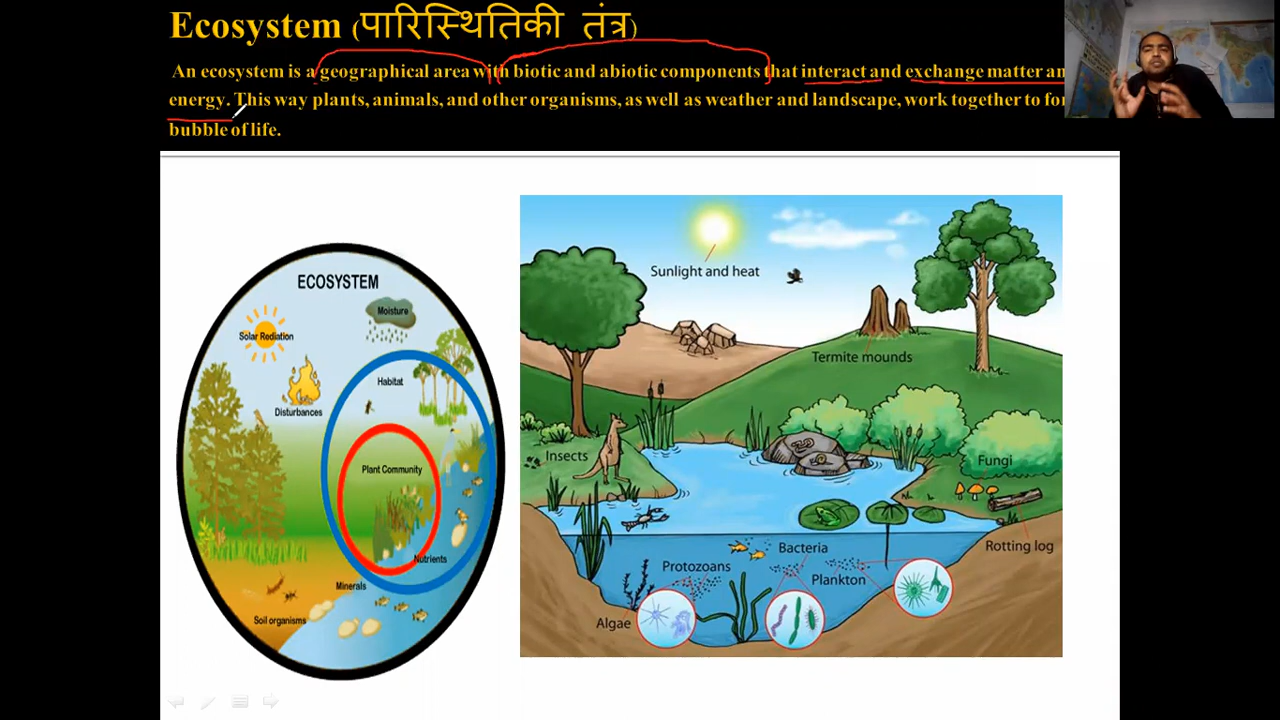 Ecosystem (पारिस्थितिकी तंत्र)
An ecosystem is a geographical area with biotic and abiotic components that interact and exchange matter an
energy. This way plants, animals, and other organisms, as well as weather and landscape, work together to for
bubble of life.
ECOSYSTEM
Moisture
Solar Rediation
Habitat
Disturbances
Plant Community
Nutrients
Minerals
Soil organisms
Sunlight and heat
Termite mounds
Insects
Fungi
Rotting log
Bacteria
Protozoans
Plankton
Algae